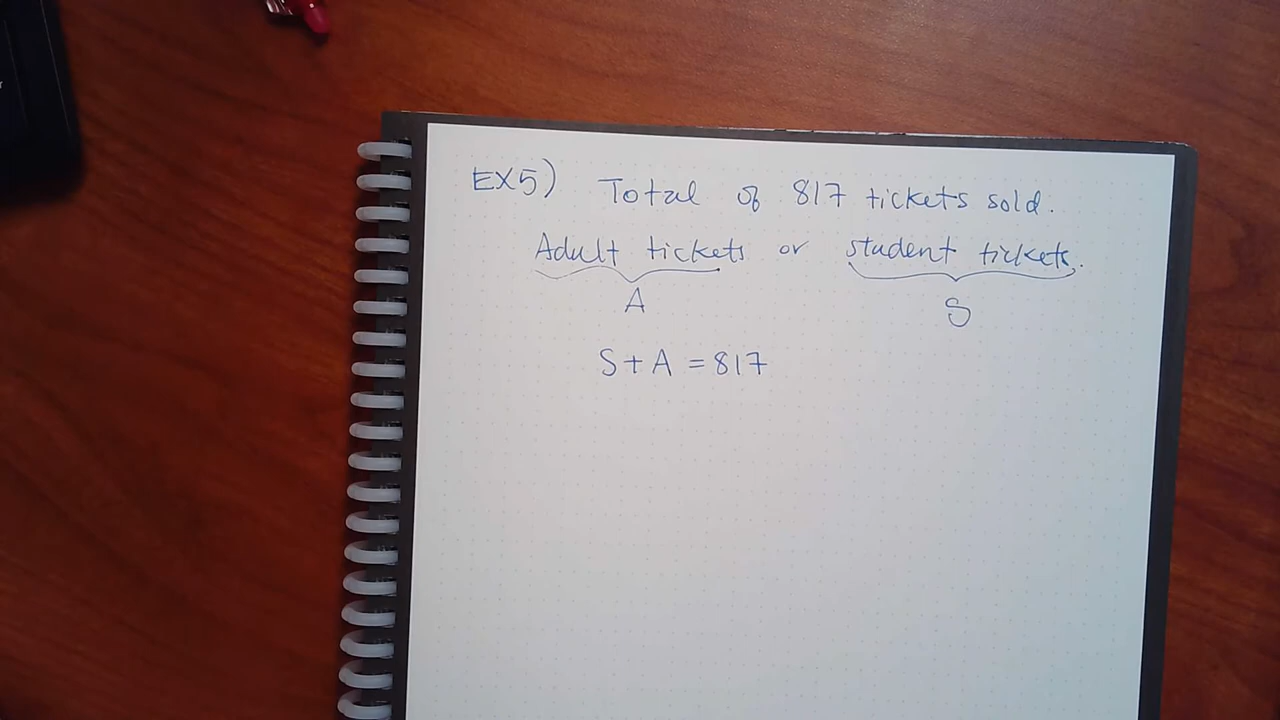 EX5) Total of 817 tickets sold.
Adult tickets or student tickets.
A S
S+A = 817